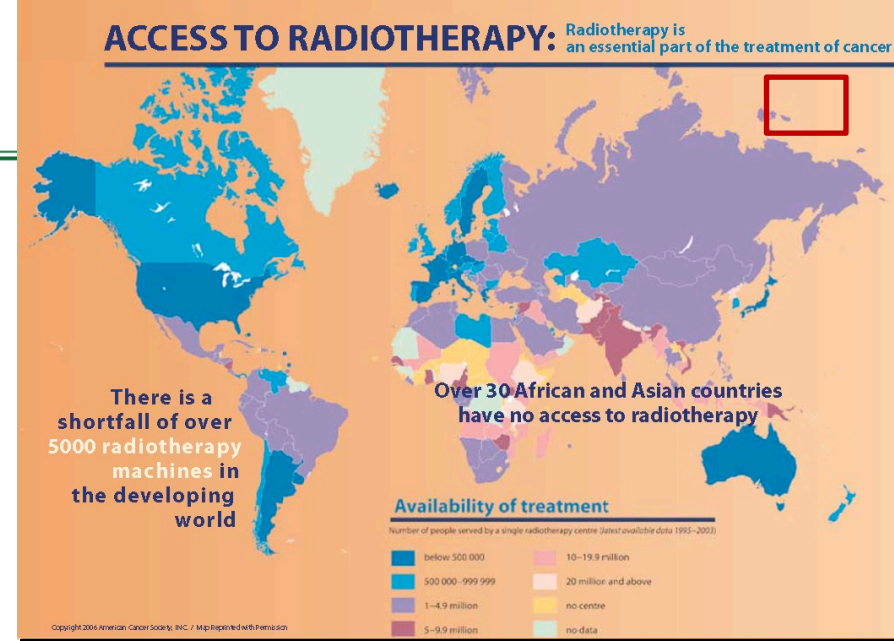 ACCESS TO RADIOTHERAPY:
Radiotherapy is
an essential part of the treatment of cancer
There is a
shortfall of over
5000 radiotherapy
machines in
the developing
world
Over 30 African and Asian countries
have no access to radiotherapy
Availability of treatment
Number of people served by a single radiotherapy centre (latest available data 1995–2003)
below 500 000
500 000–999 999
1–4.9 million
5–9.9 million
10–19.9 million
20 million and above
no centre
no data
Copyright 2006 American Cancer Society, INC. / Map Reprinted with Permission